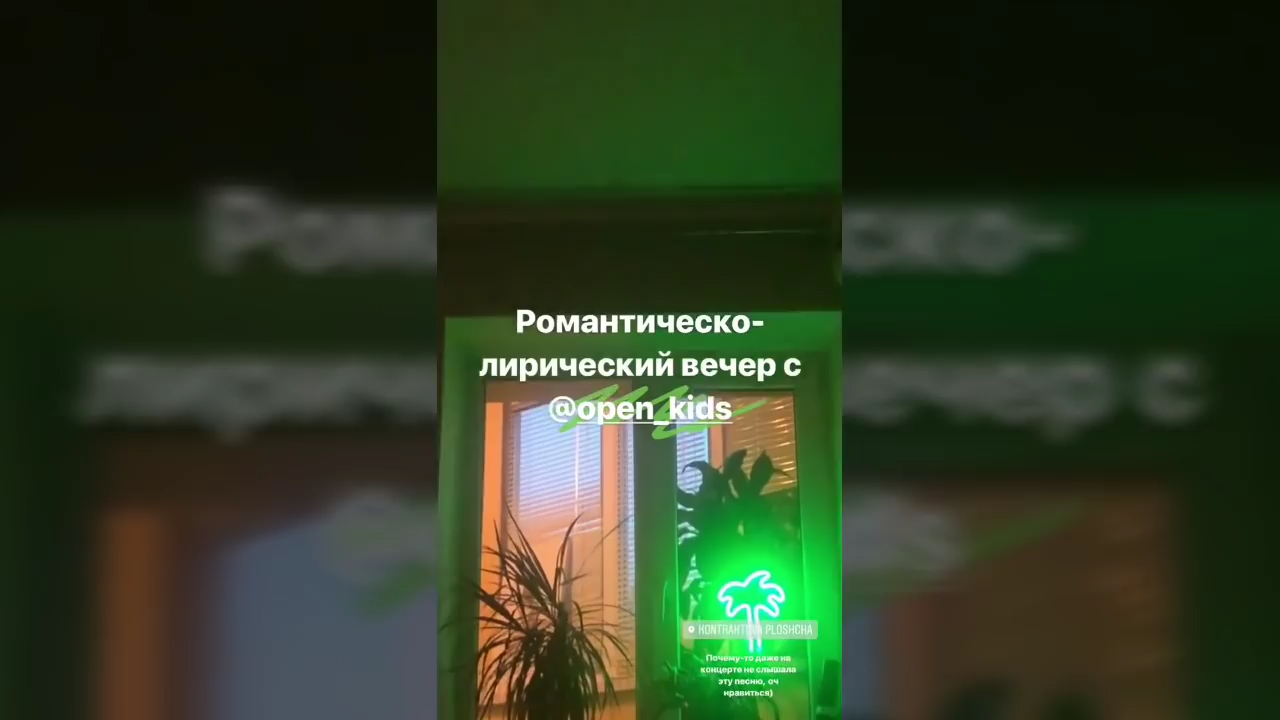 Романтическо-
лирический вечер с
@open_kids
KONTRAKTOVA PLOSHCHA
Почему-то даже на
концерте не слышала
эту песню, оч
нравиться)